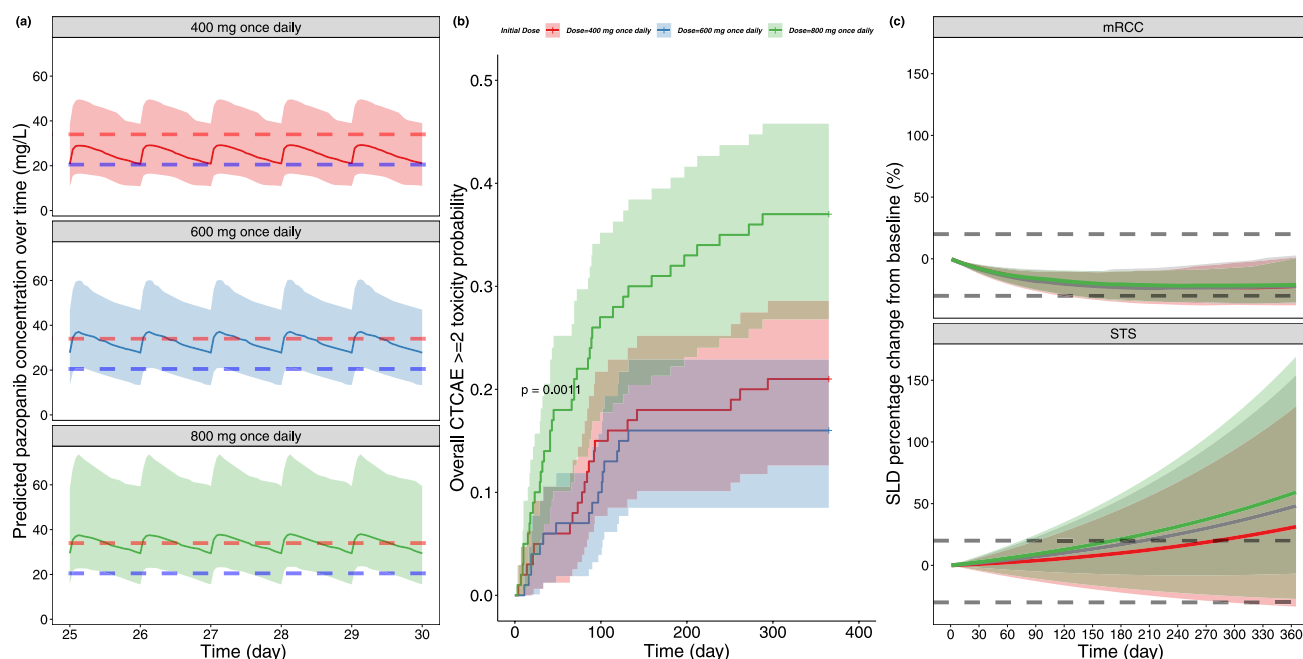 (a)
400 mg once daily
60
40
20
0
600 mg once daily
60
40
20
0
800 mg once daily
60
40
20
0
25 26 27 28 29 30
Time (day)
Predicted pazopanib concentration over time (mg/L)
(b)
Initial Dose Dose=400 mg once daily Dose=600 mg once daily Dose=800 mg once daily
0.5
0.4
0.3
0.2
0.1
0.0
p = 0.0011
0 100 200 300 400
Time (day)
Overall CTCAE >=2 toxicity probability
(c)
mRCC
150
100
50
0
STS
150
100
50
0
0 30 60 90 120 150 180 210 240 270 300 330 360
Time (day)
SLD percentage change from baseline (%)